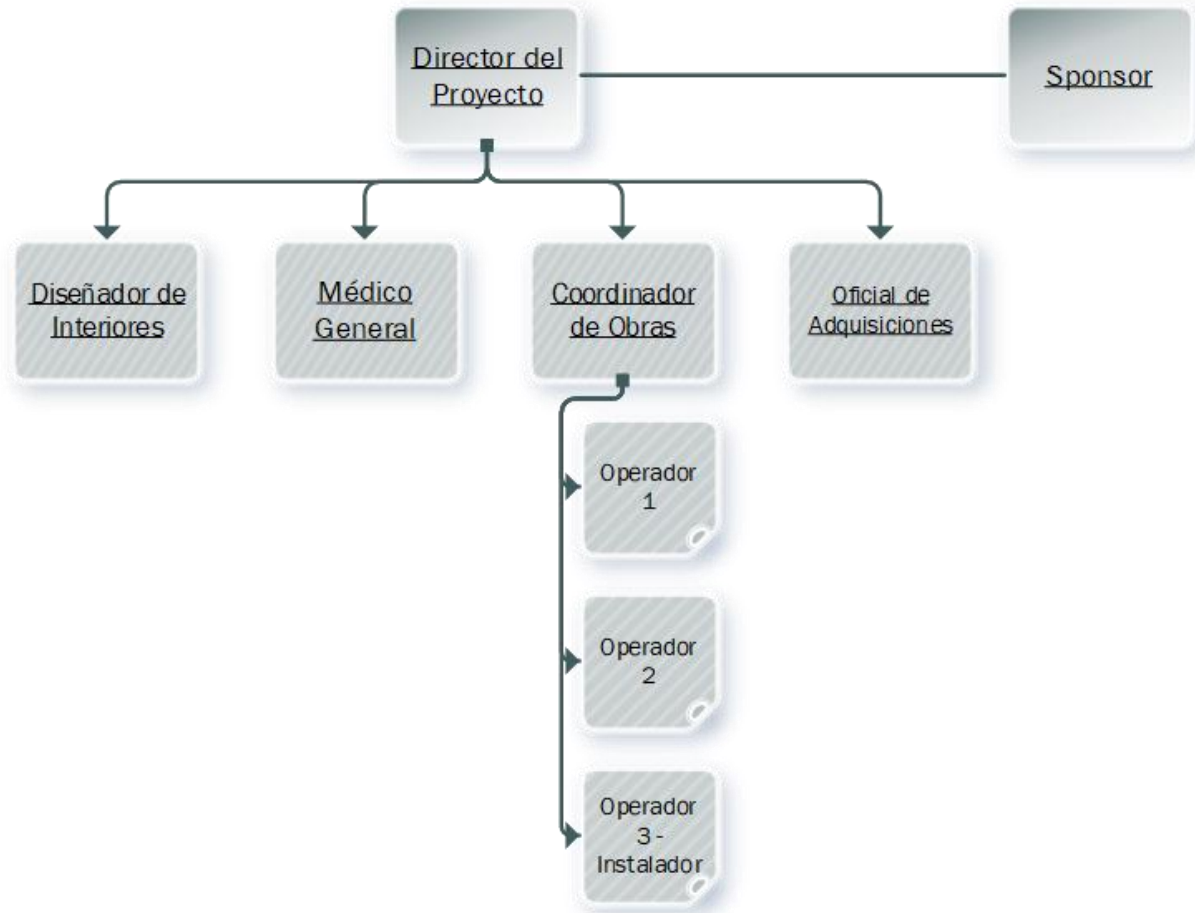 Director del
Proyecto
Sponsor
Diseñador de
Interiores
Médico
General
Coordinador
de Obras
Oficial de
Adquisiciones
Operador
1
Operador
2
Operador
3 -
Instalador